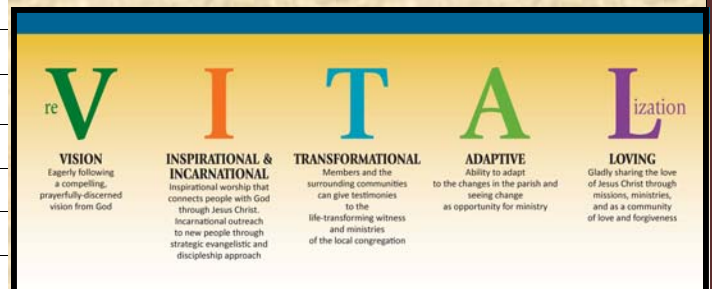 reVITALization
VISION
Eagerly following
a compelling,
prayerfully-discerned
vision from God
INSPIRATIONAL &
INCARNATIONAL
Inspirational worship that
connects people with God
through Jesus Christ.
Incarnational outreach
to new people through
strategic evangelistic and
discipleship approach
TRANSFORMATIONAL
Members and the
surrounding communities
can give testimonies
to the
life-transforming witness
and ministries
of the local congregation
ADAPTIVE
Ability to adapt
to the changes in the parish and
seeing change
as opportunity for ministry
LOVING
Gladly sharing the love
of Jesus Christ through
missions, ministries,
and as a community
of love and forgiveness